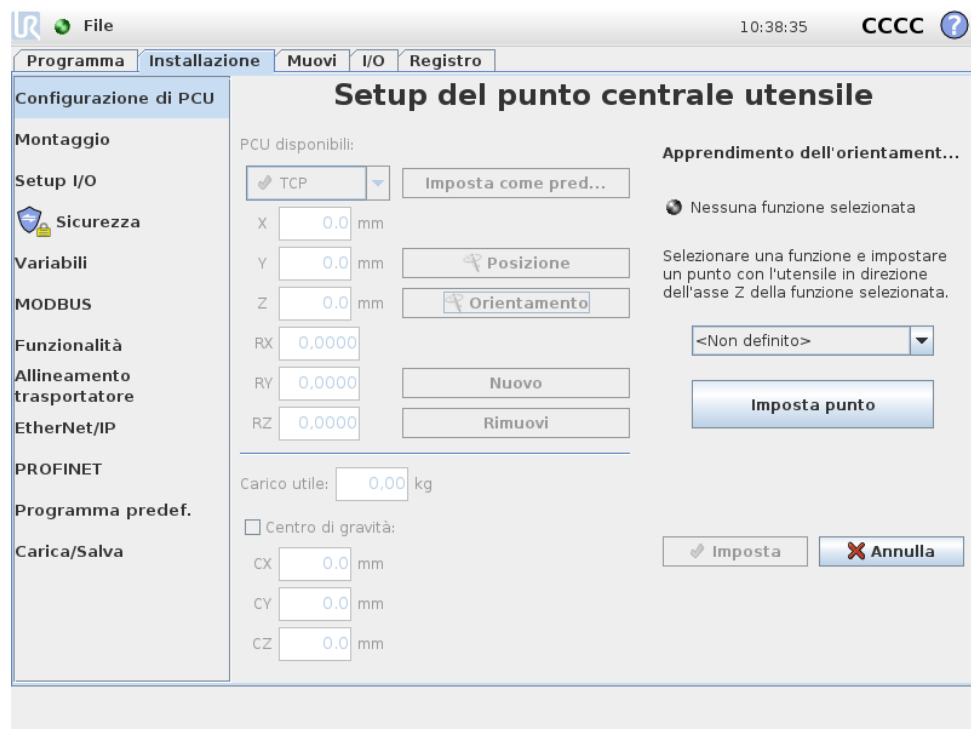 UR File 10:38:35 CCCC ?
Programma Installazione Muovi I/O Registro
Configurazione di PCU
Montaggio
Setup I/O
Sicurezza
Variabili
MODBUS
Funzionalità
Allineamento
trasportatore
EtherNet/IP
PROFINET
Programma predef.
Carica/Salva
Setup del punto centrale utensile
PCU disponibili:
TCP Imposta come pred...
X 0.0 mm
Y 0.0 mm Posizione
Z 0.0 mm Orientamento
RX 0,0000
RY 0,0000 Nuovo
RZ 0,0000 Rimuovi
Carico utile: 0,00 kg
Centro di gravità:
CX 0.0 mm
CY 0.0 mm
CZ 0.0 mm
Apprendimento dell'orientament...
Nessuna funzione selezionata
Selezionare una funzione e impostare
un punto con l'utensile in direzione
dell'asse Z della funzione selezionata.
<Non definito>
Imposta punto
Imposta Annulla